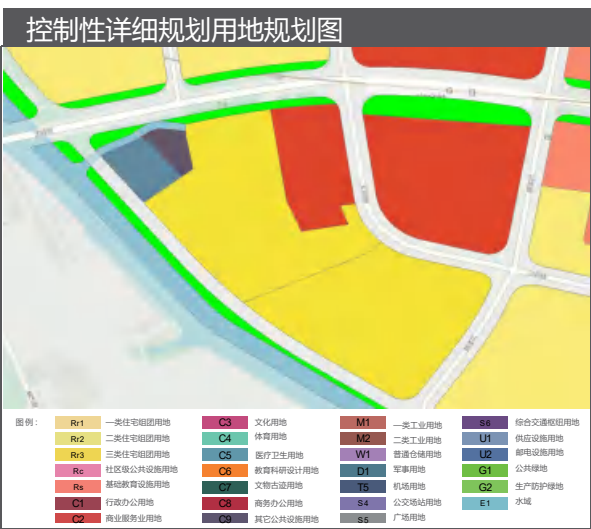 控制性详细规划用地规划图
图例：
Rr1 一类住宅组团用地
Rr2 二类住宅组团用地
Rr3 三类住宅组团用地
Rc 社区级公共设施用地
Rs 基础教育设施用地
C1 行政办公用地
C2 商业服务业用地
C3 文化用地
C4 体育用地
C5 医疗卫生用地
C6 教育科研设计用地
C7 文物古迹用地
C8 商务办公用地
C9 其它公共设施用地
M1 一类工业用地
M2 二类工业用地
W1 普通仓储用地
D1 军事用地
T5 机场用地
S4 公交场站用地
S5 广场用地
S6 综合交通枢纽用地
U1 供应设施用地
U2 邮电设施用地
G1 公共绿地
G2 生产防护绿地
E1 水域